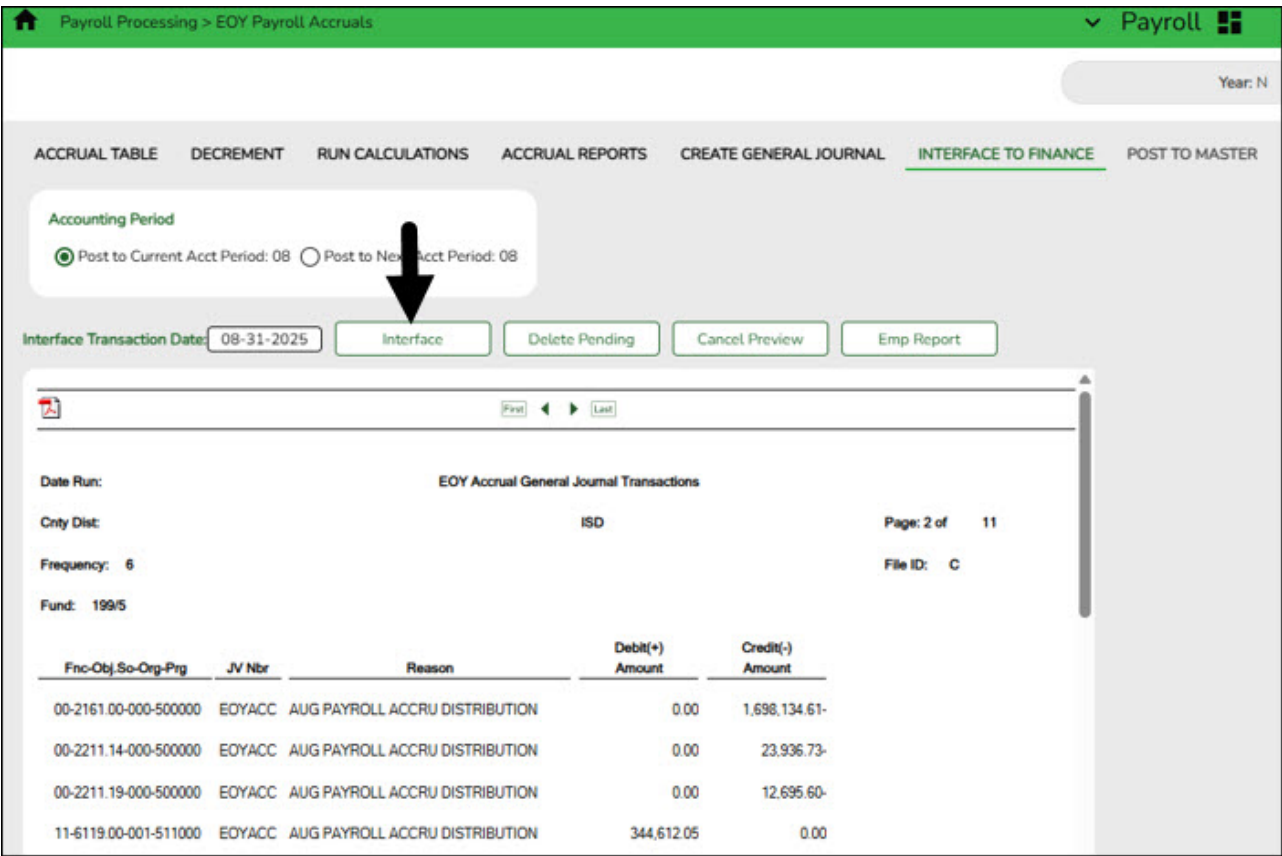 Payroll Processing > EOY Payroll Accruals Payroll
Year: N
ACCRUAL TABLE DECREMENT RUN CALCULATIONS ACCRUAL REPORTS CREATE GENERAL JOURNAL INTERFACE TO FINANCE POST TO MASTER
Accounting Period
Post to Current Acct Period: 08 Post to Next Acct Period: 08
Interface Transaction Date: 08-31-2025 Interface Delete Pending Cancel Preview Emp Report
First Last
Date Run: EOY Accrual General Journal Transactions
Cnty Dist: ISD Page: 2 of 11
Frequency: 6 File ID: C
Fund: 199/5
Debit(+) Credit(-)
Fnc-Obj.So-Org-Prg JV Nbr Reason Amount Amount
00-2161.00-000-500000 EOYACC AUG PAYROLL ACCRU DISTRIBUTION 0.00 1,698,134.61-
00-2211.14-000-500000 EOYACC AUG PAYROLL ACCRU DISTRIBUTION 0.00 23,936.73-
00-2211.19-000-500000 EOYACC AUG PAYROLL ACCRU DISTRIBUTION 0.00 12,695.60-
11-6119.00-001-511000 EOYACC AUG PAYROLL ACCRU DISTRIBUTION 344,612.05 0.00